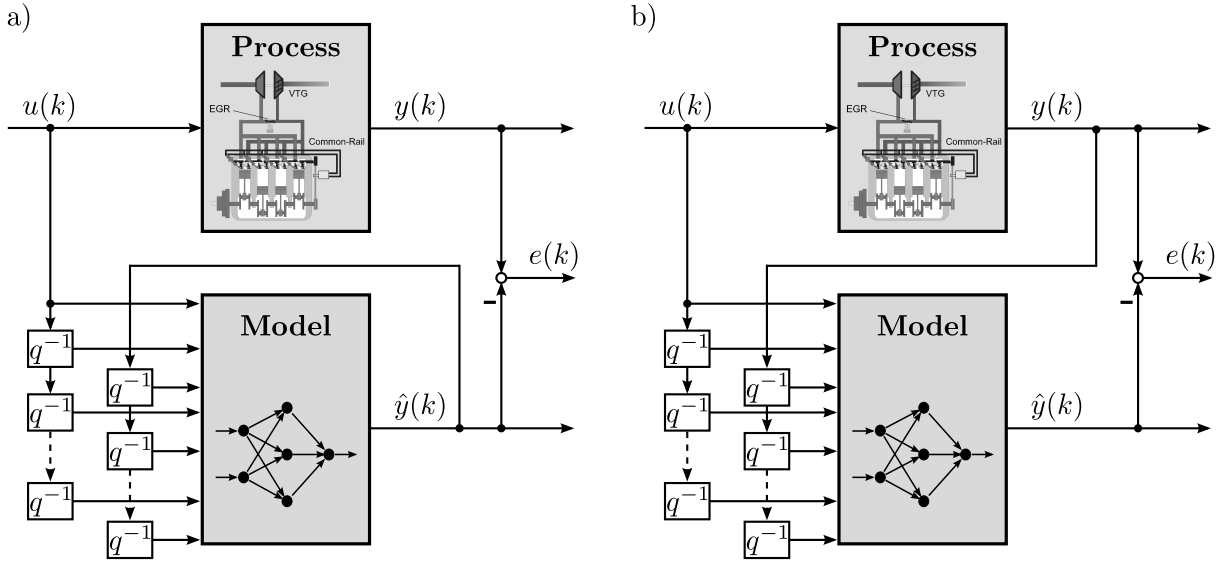 a)
Process
VTG
EGR
Common-Rail
u(k)
y(k)
e(k)
Model
q⁻¹
q⁻¹
q⁻¹
q⁻¹
q⁻¹
q⁻¹
ŷ(k)
b)
Process
VTG
EGR
Common-Rail
u(k)
y(k)
e(k)
Model
q⁻¹
q⁻¹
q⁻¹
q⁻¹
q⁻¹
q⁻¹
ŷ(k)